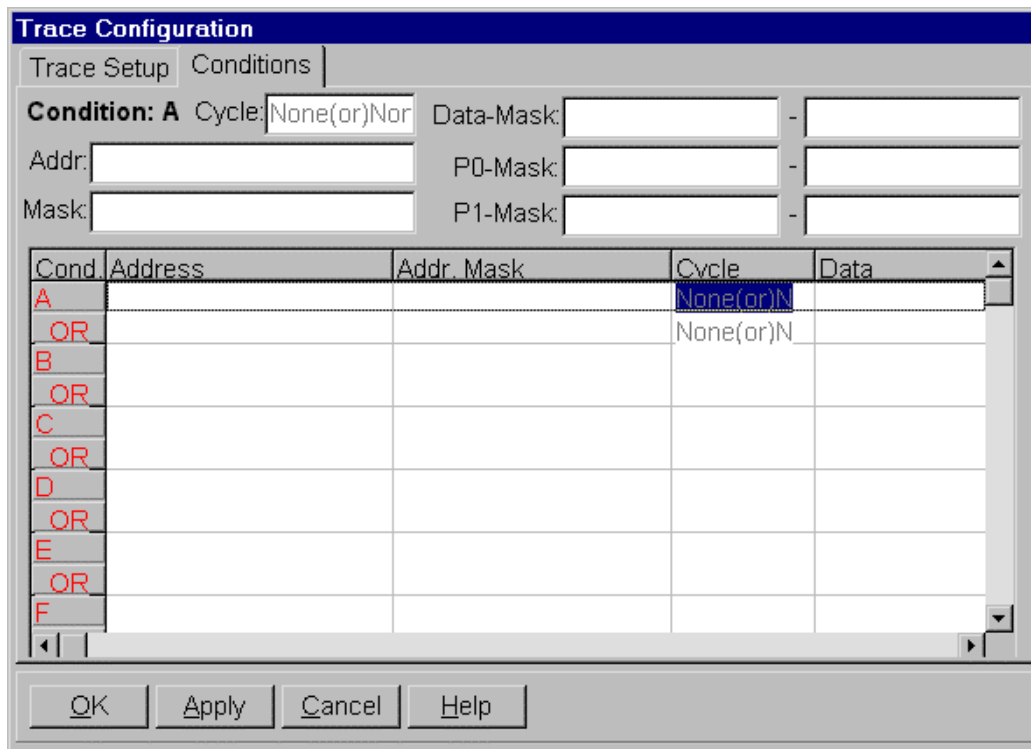 Trace Configuration
Trace Setup Conditions
Condition: A Cycle: None(or)Nor Data-Mask: -
Addr: P0-Mask: -
Mask: P1-Mask: -
Cond. Address Addr. Mask Cycle Data
A None(or)N
OR None(or)N
B
OR
C
OR
D
OR
E
OR
F
OK Apply Cancel Help